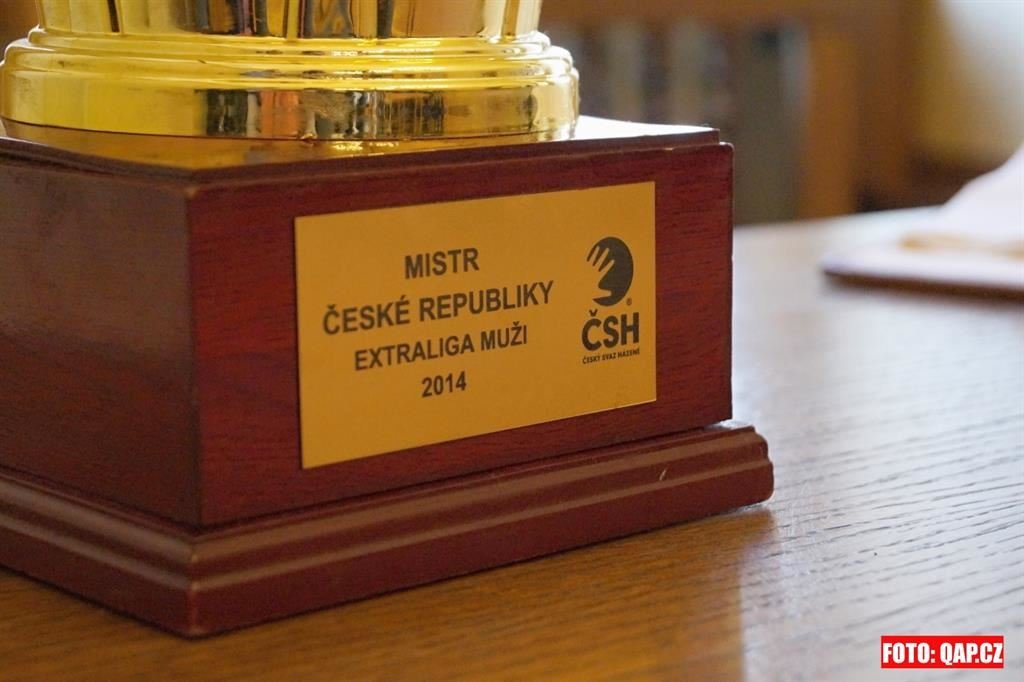 MISTR
ČESKÉ REPUBLIKY
EXTRALIGA MUŽI
2014
®
ČSH
ČESKÝ SVAZ HÁZENÉ
FOTO: QAP.CZ